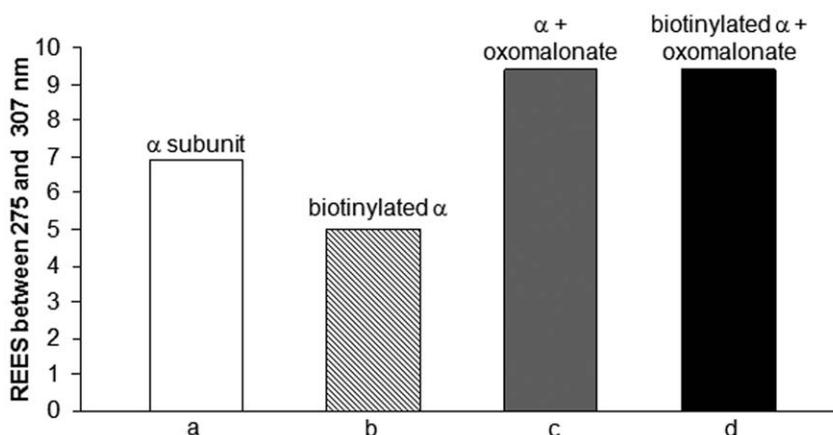 α +
oxomalonate
biotinylated α +
oxomalonate
α subunit
biotinylated α
REES between 275 and 307 nm
10
9
8
7
6
5
4
3
2
1
0
a
b
c
d